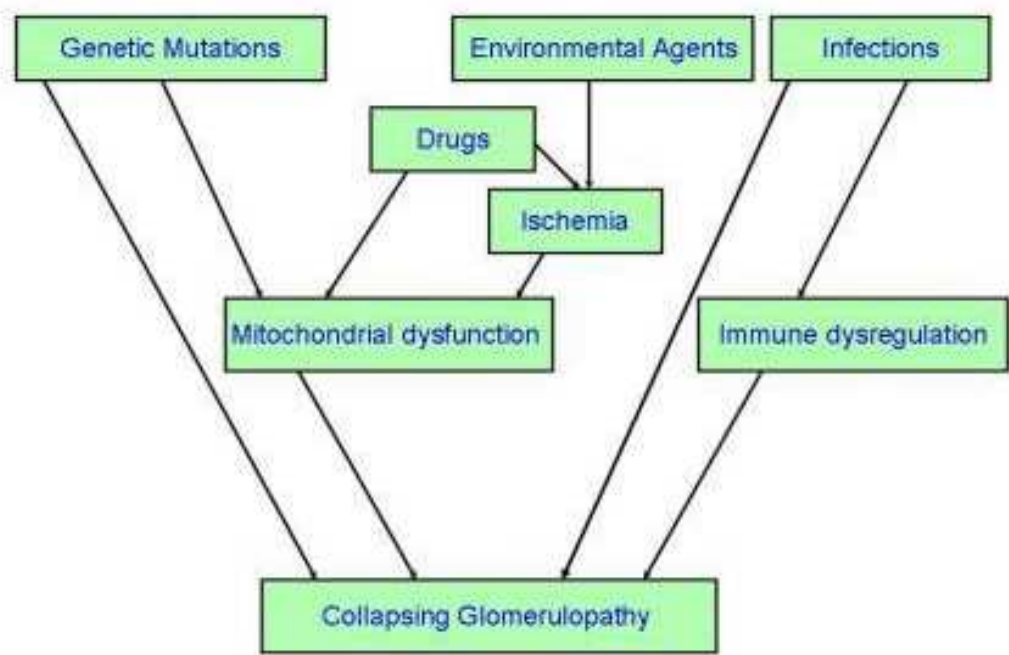 Genetic Mutations
Environmental Agents
Infections
Drugs
Ischemia
Mitochondrial dysfunction
Immune dysregulation
Collapsing Glomerulopathy